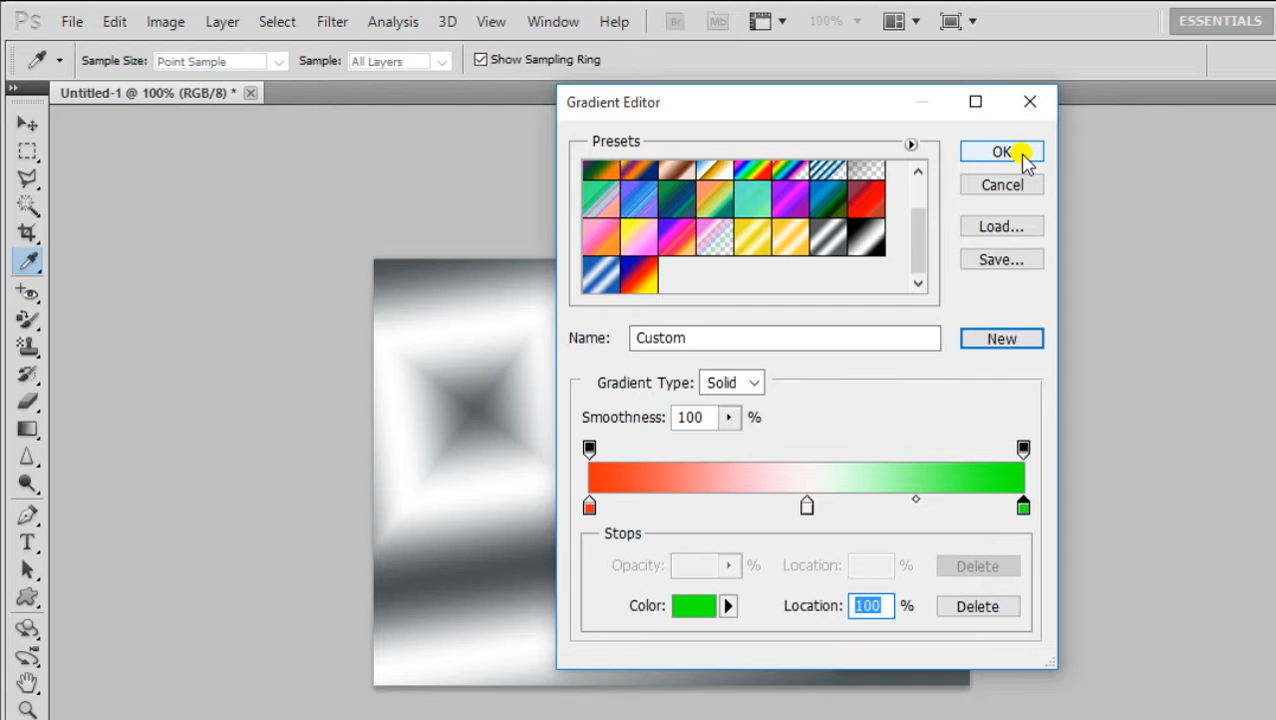 Ps File Edit Image Layer Select Filter Analysis 3D View Window Help Br Mb 100% ESSENTIALS
Sample Size: Point Sample Sample: All Layers Show Sampling Ring
Untitled-1 @ 100% (RGB/8) *
Gradient Editor
Presets
OK
Cancel
Load...
Save...
Name: Custom New
Gradient Type: Solid
Smoothness: 100 %
Stops
Opacity: % Location: % Delete
Color: Location: 100 % Delete
T